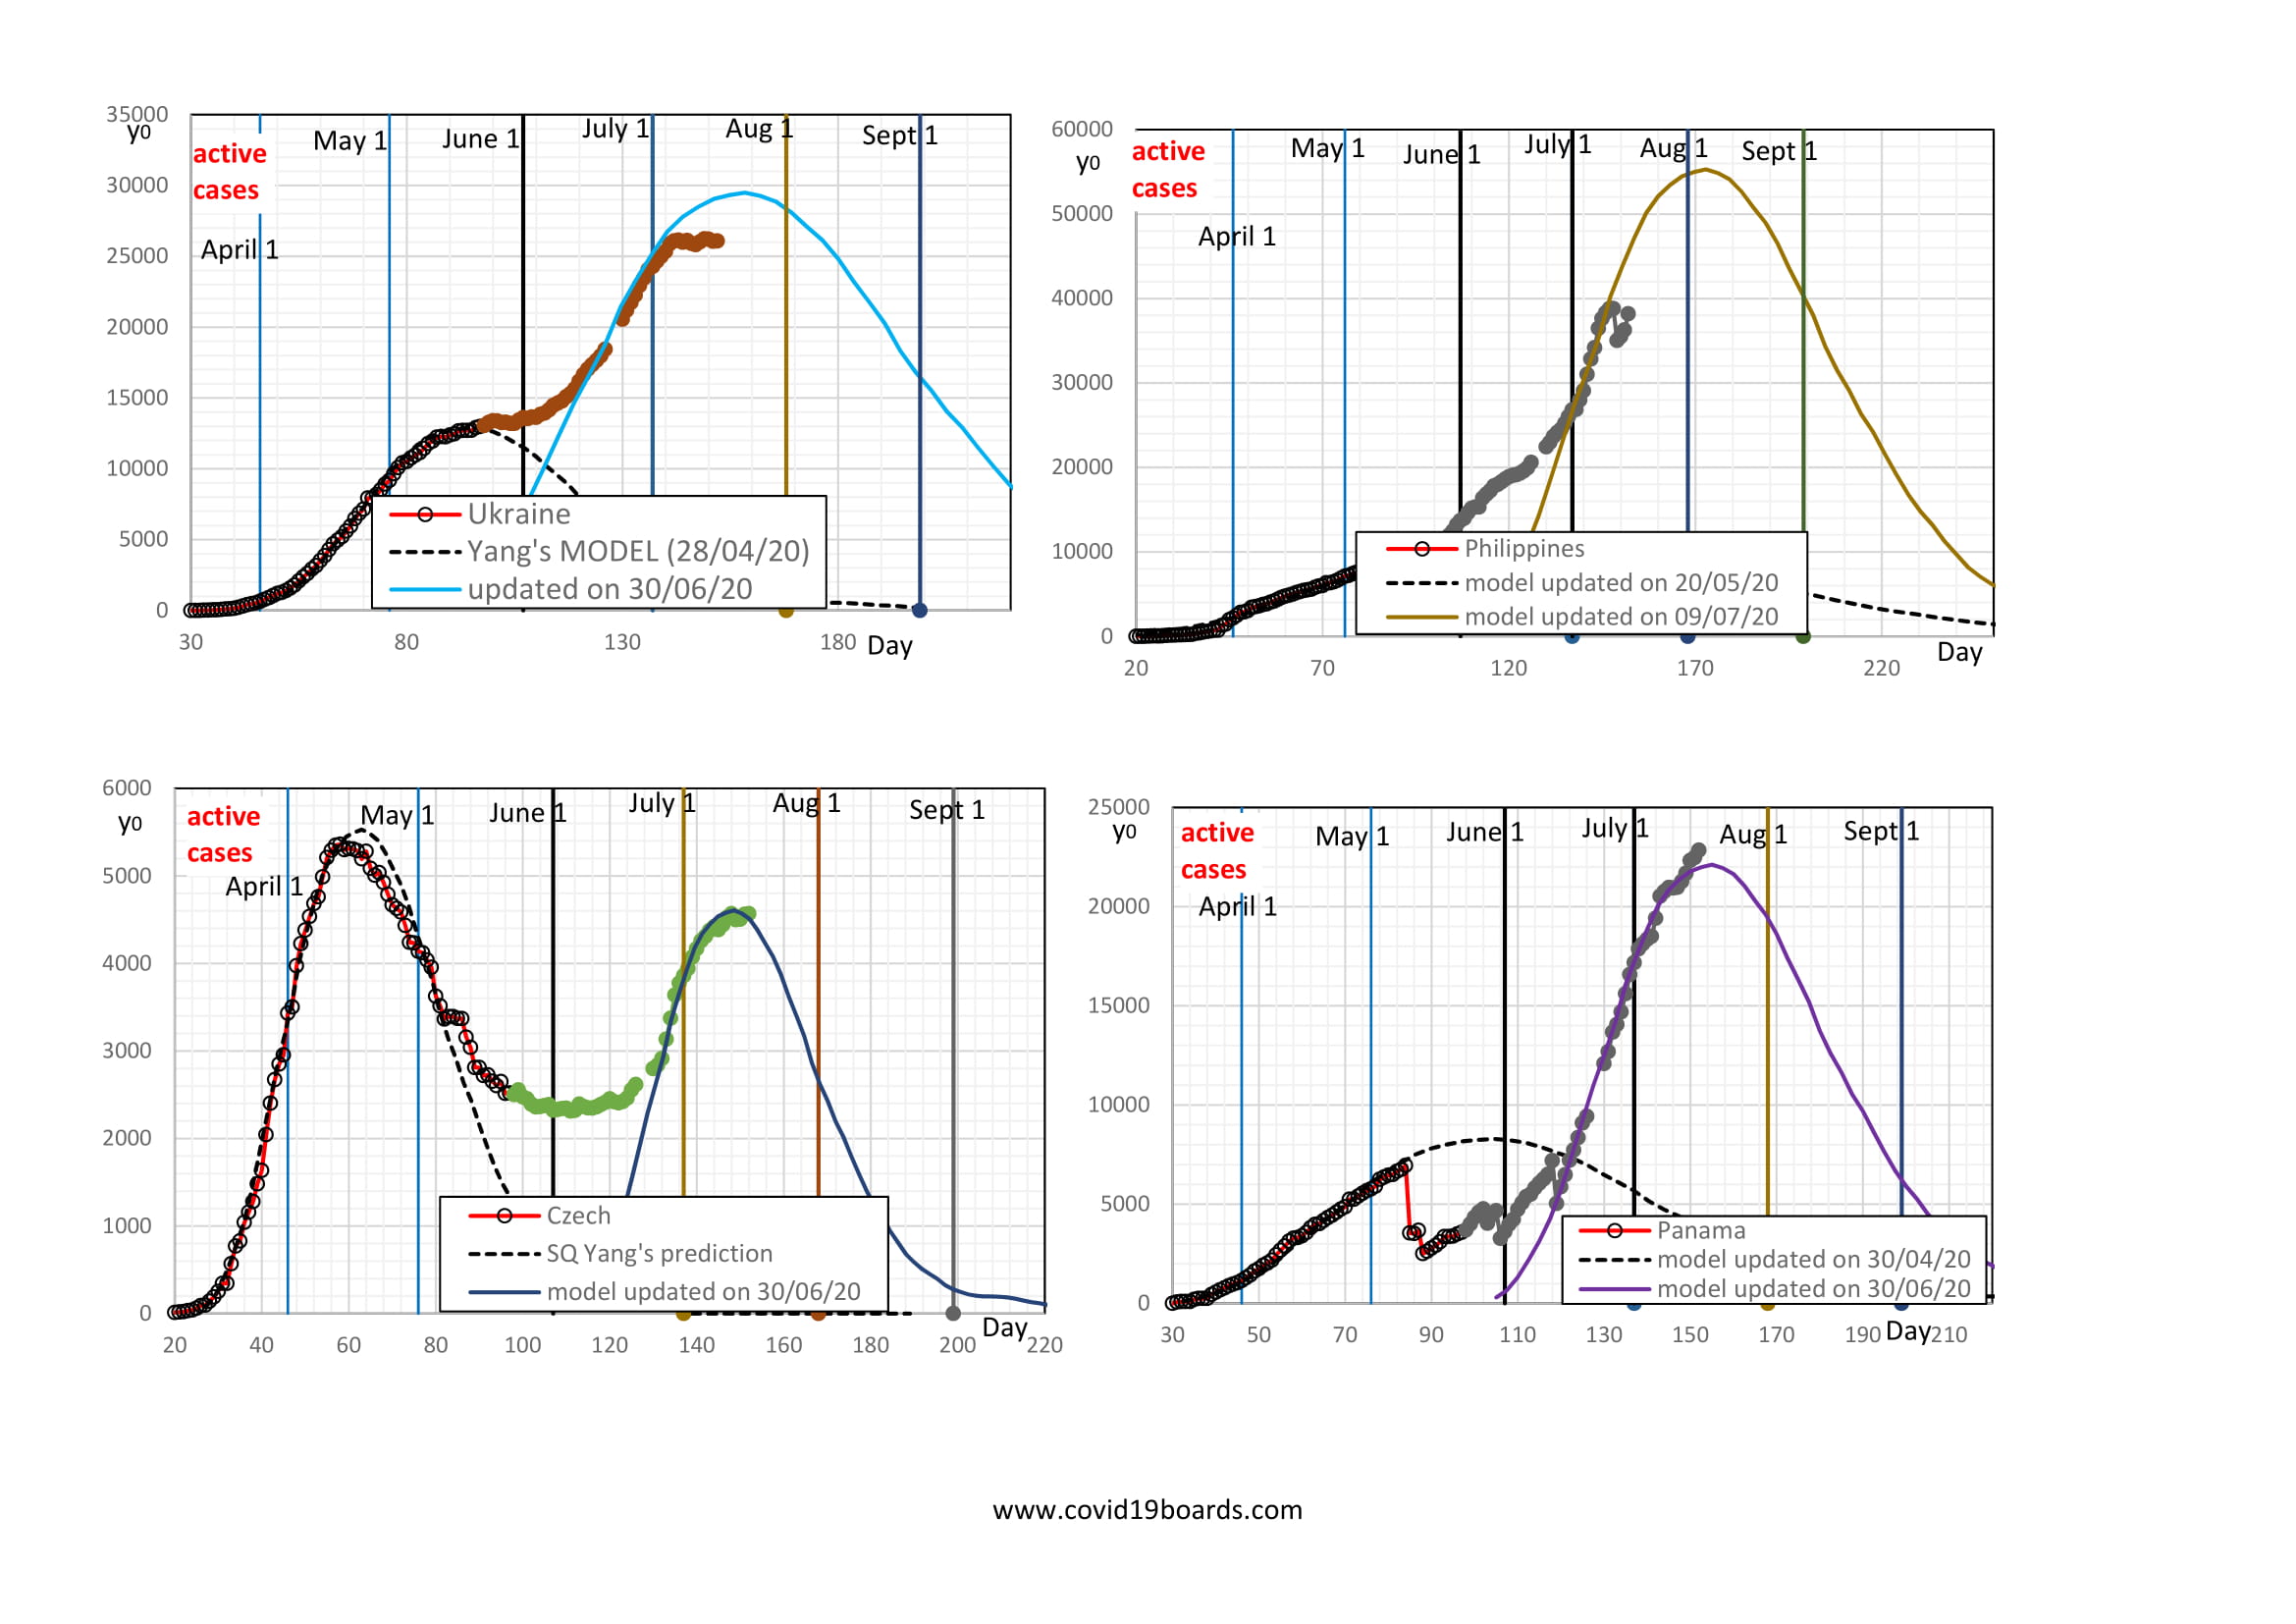 35000
y0
30000
25000
20000
15000
10000
5000
0
active
cases
April 1
May 1
June 1
July 1
Aug 1
Sept 1
Ukraine
Yang's MODEL (28/04/20)
updated on 30/06/20
30
80
130
180
Day
60000
y0
50000
40000
30000
20000
10000
0
active
cases
April 1
May 1
June 1
July 1
Aug 1
Sept 1
Philippines
model updated on 20/05/20
model updated on 09/07/20
20
70
120
170
220
Day
6000
y0
5000
4000
3000
2000
1000
0
active
cases
April 1
May 1
June 1
July 1
Aug 1
Sept 1
Czech
SQ Yang's prediction
model updated on 30/06/20
20
40
60
80
100
120
140
160
180
200
220
Day
25000
y0
20000
15000
10000
5000
0
active
cases
April 1
May 1
June 1
July 1
Aug 1
Sept 1
Panama
model updated on 30/04/20
model updated on 30/06/20
30
50
70
90
110
130
150
170
190
Day
210
www.covid19boards.com